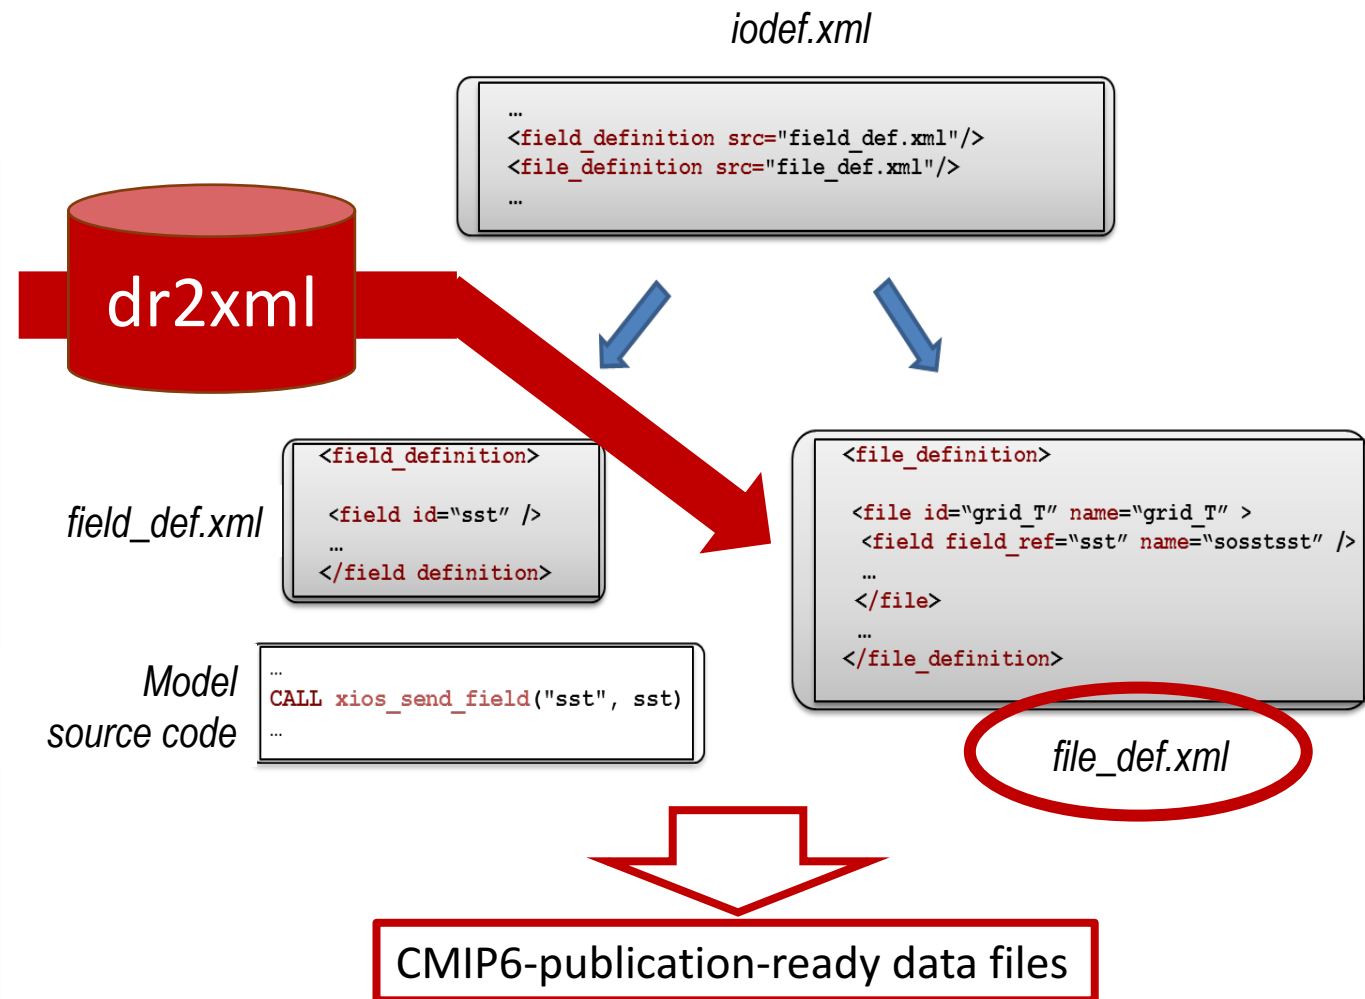 iodef.xml
…
<field_definition src="field_def.xml"/>
<file_definition src="file_def.xml"/>
…
dr2xml
field_def.xml
<field_definition>
<field id=“sst” />
…
</field definition>
<file_definition>
<file id=“grid_T” name=“grid_T” >
<field field_ref=“sst” name=“sosstsst” />
…
</file>
…
</file_definition>
file_def.xml
Model
source code
…
CALL xios_send_field("sst", sst)
…
CMIP6-publication-ready data files